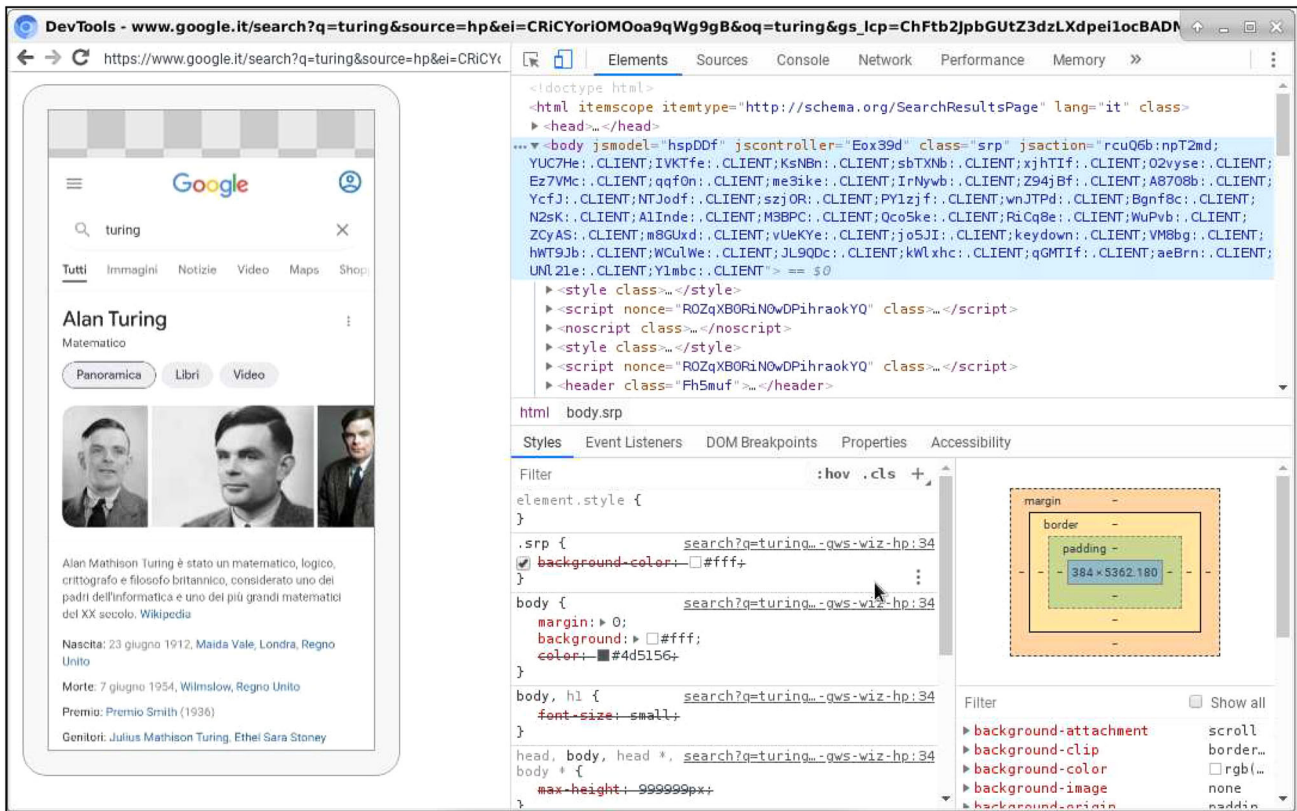 DevTools - www.google.it/search?q=turing&source=hp&ei=CRiCYoriOMOoa9qWg9gB&oq=turing&gs_lcp=ChFtb2JpbGUtZ3dzLXdpei1ocBADM
https://www.google.it/search?q=turing&source=hp&ei=CRiCYo
Google
turing
Tutti Immagini Notizie Video Maps Shop
Alan Turing
Matematico
Panoramica Libri Video
Alan Mathison Turing è stato un matematico, logico,
crittografo e filosofo britannico, considerato uno dei
padri dell'informatica e uno dei più grandi matematici
del XX secolo. Wikipedia
Nascita: 23 giugno 1912, Maida Vale, Londra, Regno
Unito
Morte: 7 giugno 1954, Wilmslow, Regno Unito
Premio: Premio Smith (1936)
Genitori: Julius Mathison Turing, Ethel Sara Stoney
Elements Sources Console Network Performance Memory »
<!doctype html>
<html itemscope itemtype="http://schema.org/SearchResultsPage" lang="it" class>
<head>…</head>
<body jsmodel="hspDDf" jscontroller="Eox39d" class="srp" jsaction="rcuQ6b:npT2md;
YUC7He:.CLIENT;IVKTfe:.CLIENT;KsNBn:.CLIENT;sbTXNb:.CLIENT;xjhTIf:.CLIENT;O2vyse:.CLIENT;
Ez7VMc:.CLIENT;qqf0n:.CLIENT;me3ike:.CLIENT;IrNywb:.CLIENT;Z94jBf:.CLIENT;A8708b:.CLIENT;
YcfJ:.CLIENT;NTJodf:.CLIENT;szjOR:.CLIENT;PY1zjf:.CLIENT;wnJTPd:.CLIENT;Bgnf8c:.CLIENT;
N2sK:.CLIENT;AlInde:.CLIENT;M3BPC:.CLIENT;Qco5ke:.CLIENT;RiCq8e:.CLIENT;WuPvb:.CLIENT;
ZCyAS:.CLIENT;m8GUxd:.CLIENT;vUeKYe:.CLIENT;jo5JI:.CLIENT;keydown:.CLIENT;VM8bg:.CLIENT;
hWT9Jb:.CLIENT;WCulWe:.CLIENT;JL9QDc:.CLIENT;kWlxhc:.CLIENT;qGMTIf:.CLIENT;aeBrn:.CLIENT;
UNl21e:.CLIENT;Y1mbc:.CLIENT"> == $0
<style class>…</style>
<script nonce="ROZqXB0RiN0wDPihraokYQ" class>…</script>
<noscript class>…</noscript>
<style class>…</style>
<script nonce="ROZqXB0RiN0wDPihraokYQ" class>…</script>
<header class="Fh5muf">…</header>
html body.srp
Styles Event Listeners DOM Breakpoints Properties Accessibility
Filter :hov .cls +
element.style {
}
.srp { search?q=turing…-gws-wiz-hp:34
background-color: #fff;
}
body { search?q=turing…-gws-wiz-hp:34
margin: 0;
background: #fff;
color: #4d5156;
}
body, h1 { search?q=turing…-gws-wiz-hp:34
font-size: small;
}
head, body, head *, search?q=turing…-gws-wiz-hp:34
body * {
max-height: 999999px;
}
margin -
border -
padding -
- - - 384 × 5362.180 - - -
-
-
-
Filter Show all
background-attachment scroll
background-clip border…
background-color rgb(…
background-image none
background-origin paddin